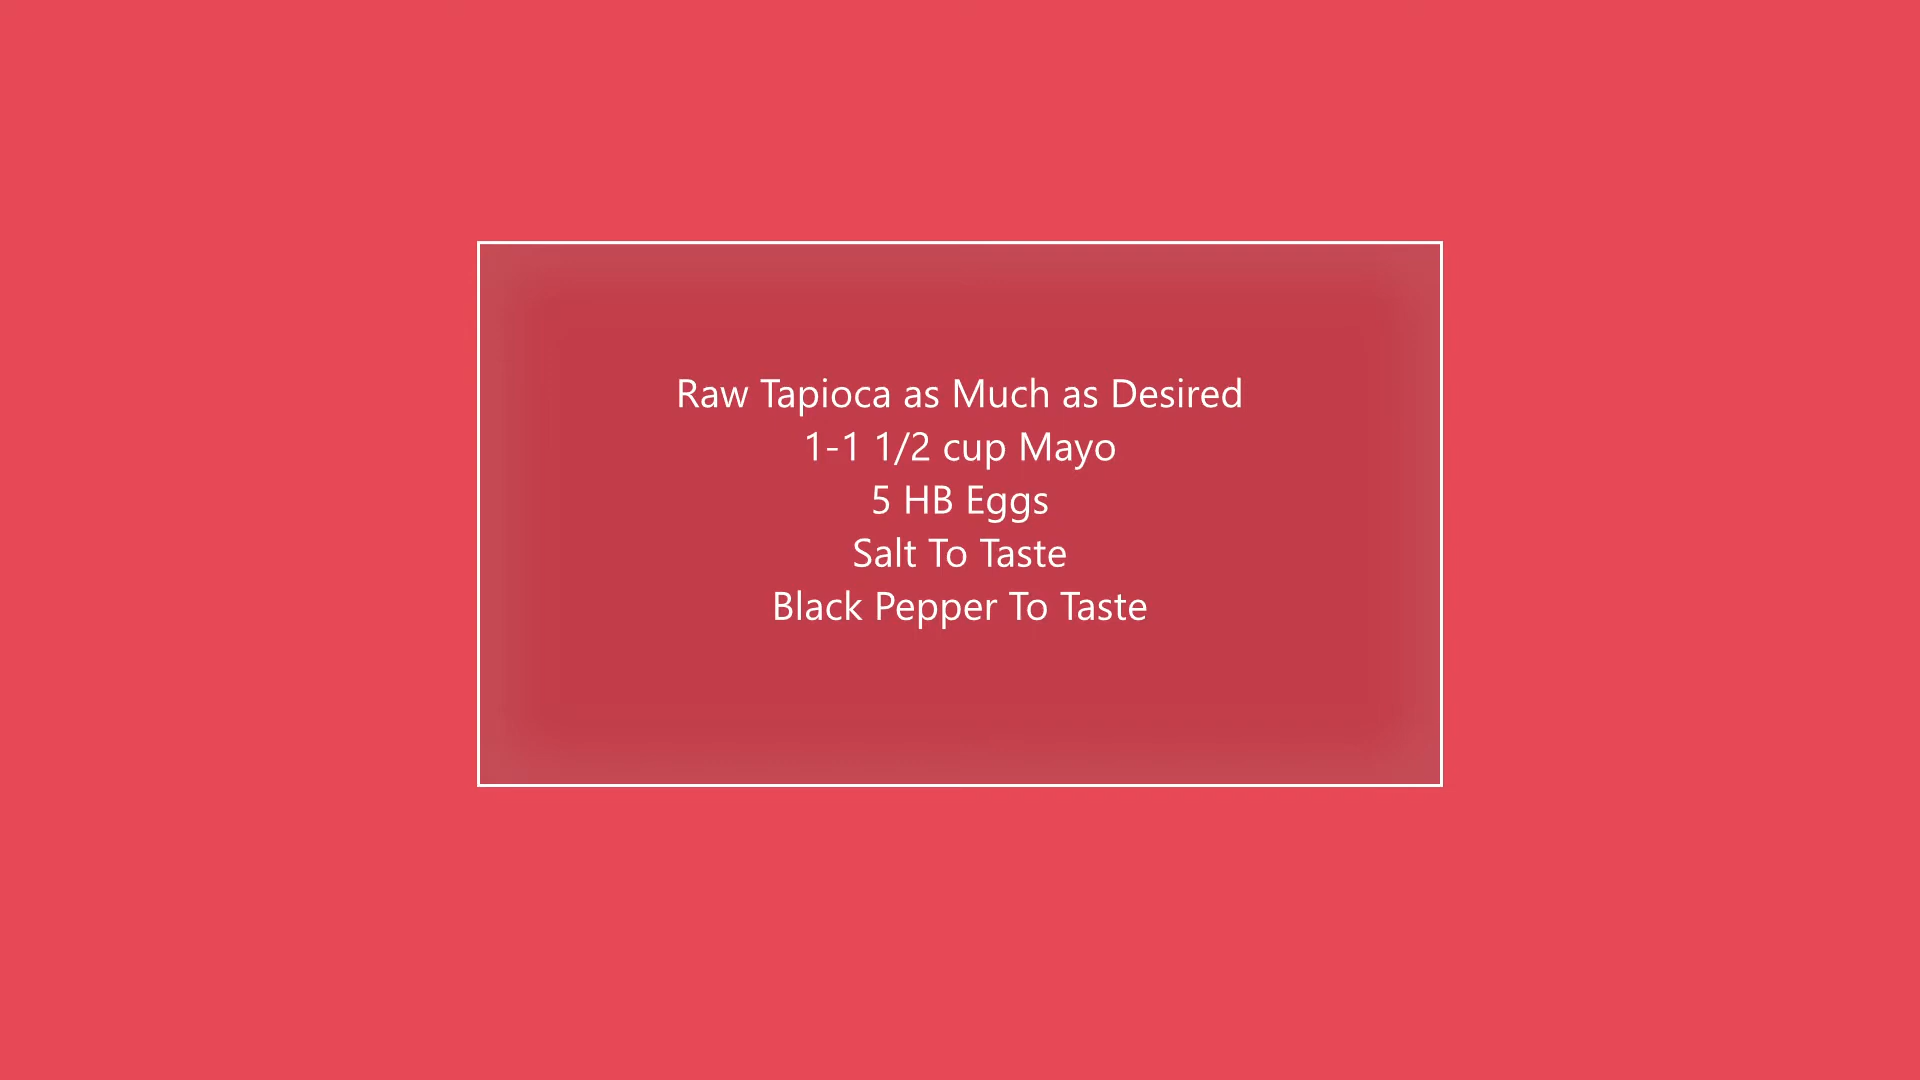 Raw Tapioca as Much as Desired
1-1 1/2 cup Mayo
5 HB Eggs
Salt To Taste
Black Pepper To Taste